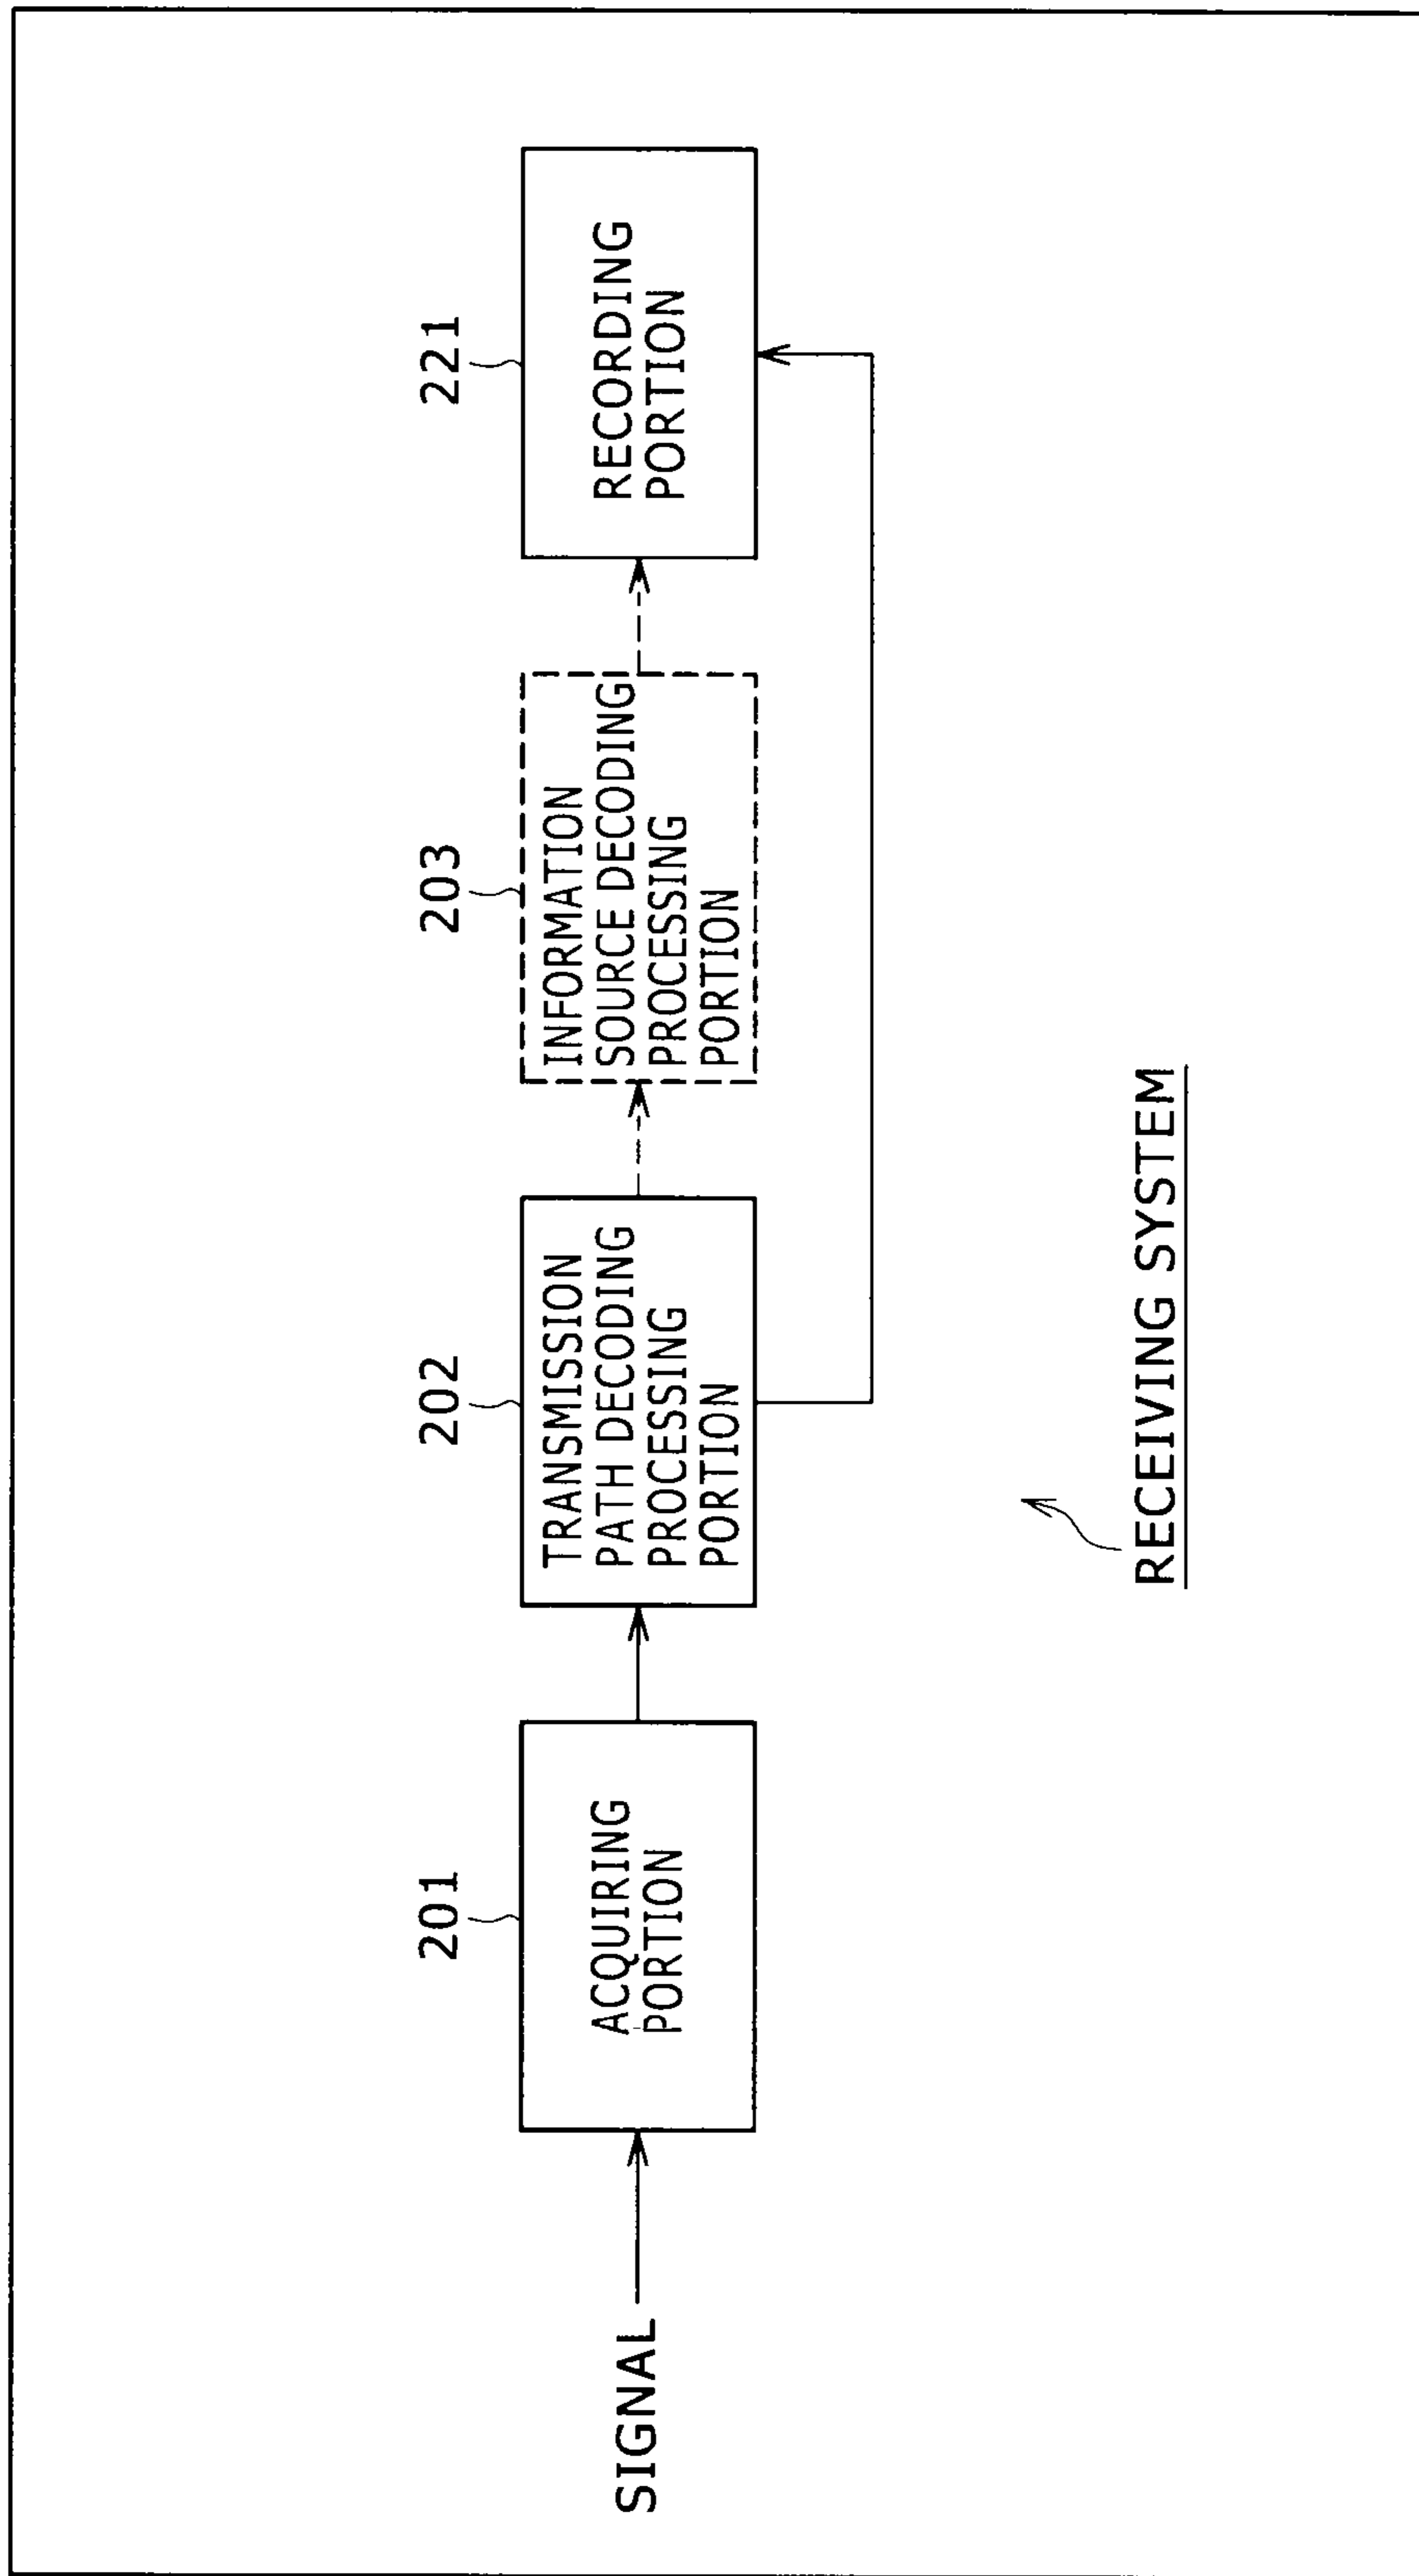 201
202
203
221
SIGNAL
ACQUIRING
PORTION
TRANSMISSION
PATH DECODING
PROCESSING
PORTION
INFORMATION
SOURCE DECODING
PROCESSING
PORTION
RECORDING
PORTION
RECEIVING SYSTEM